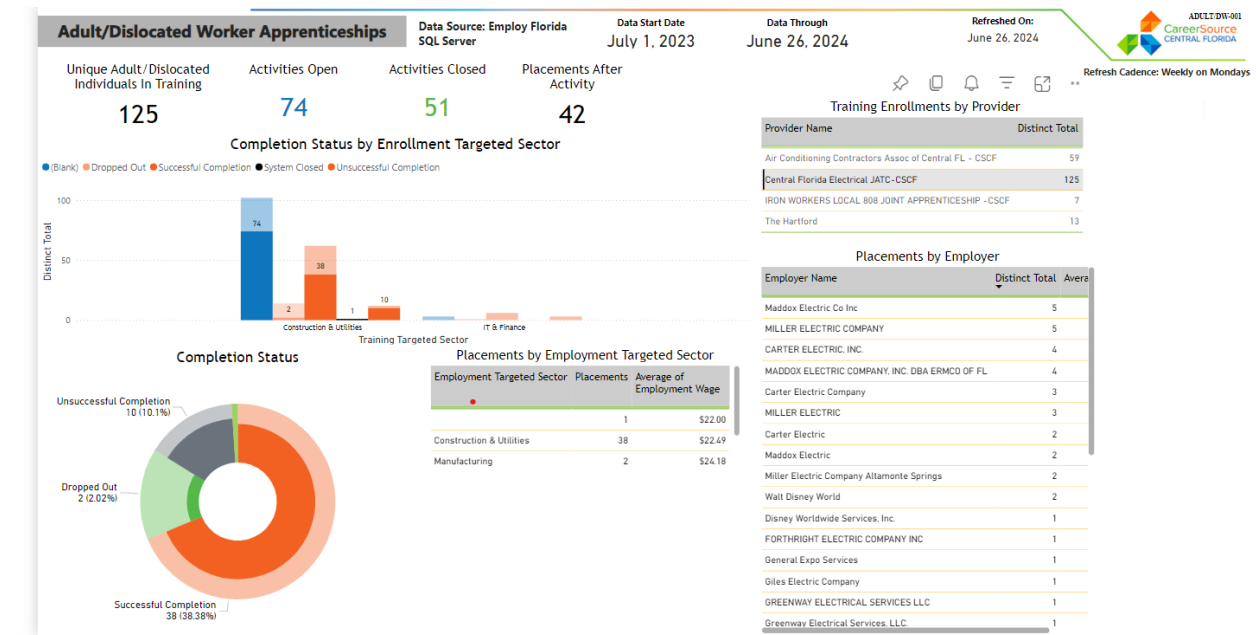 Adult/Dislocated Worker Apprenticeships
Data Source: Employ Florida
SQL Server
Data Start Date
July 1, 2023
Data Through
June 26, 2024
Refreshed On:
June 26, 2024
ADULT/DW-001
CareerSource
CENTRAL FLORIDA
Refresh Cadence: Weekly on Mondays
Unique Adult/Dislocated
Individuals In Training
125
Activities Open
74
Activities Closed
51
Placements After
Activity
42
Completion Status by Enrollment Targeted Sector
(Blank) Dropped Out Successful Completion System Closed Unsuccessful Completion
Distinct Total
100
50
0
74
2
38
1
10
Construction & Utilities
IT & Finance
Training Targeted Sector
Training Enrollments by Provider
Provider Name Distinct Total
Air Conditioning Contractors Assoc of Central FL - CSCF 59
Central Florida Electrical JATC-CSCF 125
IRON WORKERS LOCAL 808 JOINT APPRENTICESHIP -CSCF 7
The Hartford 13
Completion Status
Unsuccessful Completion
10 (10.1%)
Dropped Out
2 (2.02%)
Successful Completion
38 (38.38%)
Placements by Employment Targeted Sector
Employment Targeted Sector Placements Average of
Employment Wage
1 $22.00
Construction & Utilities 38 $22.49
Manufacturing 2 $24.18
Placements by Employer
Employer Name Distinct Total Avera
Maddox Electric Co Inc 5
MILLER ELECTRIC COMPANY 5
CARTER ELECTRIC, INC. 4
MADDOX ELECTRIC COMPANY, INC. DBA ERMCO OF FL 4
Carter Electric Company 3
MILLER ELECTRIC 3
Carter Electric 2
Maddox Electric 2
Miller Electric Company Altamonte Springs 2
Walt Disney World 2
Disney Worldwide Services, Inc. 1
FORTHRIGHT ELECTRIC COMPANY INC 1
General Expo Services 1
Giles Electric Company 1
GREENWAY ELECTRICAL SERVICES LLC 1
Greenway Electrical Services, LLC. 1